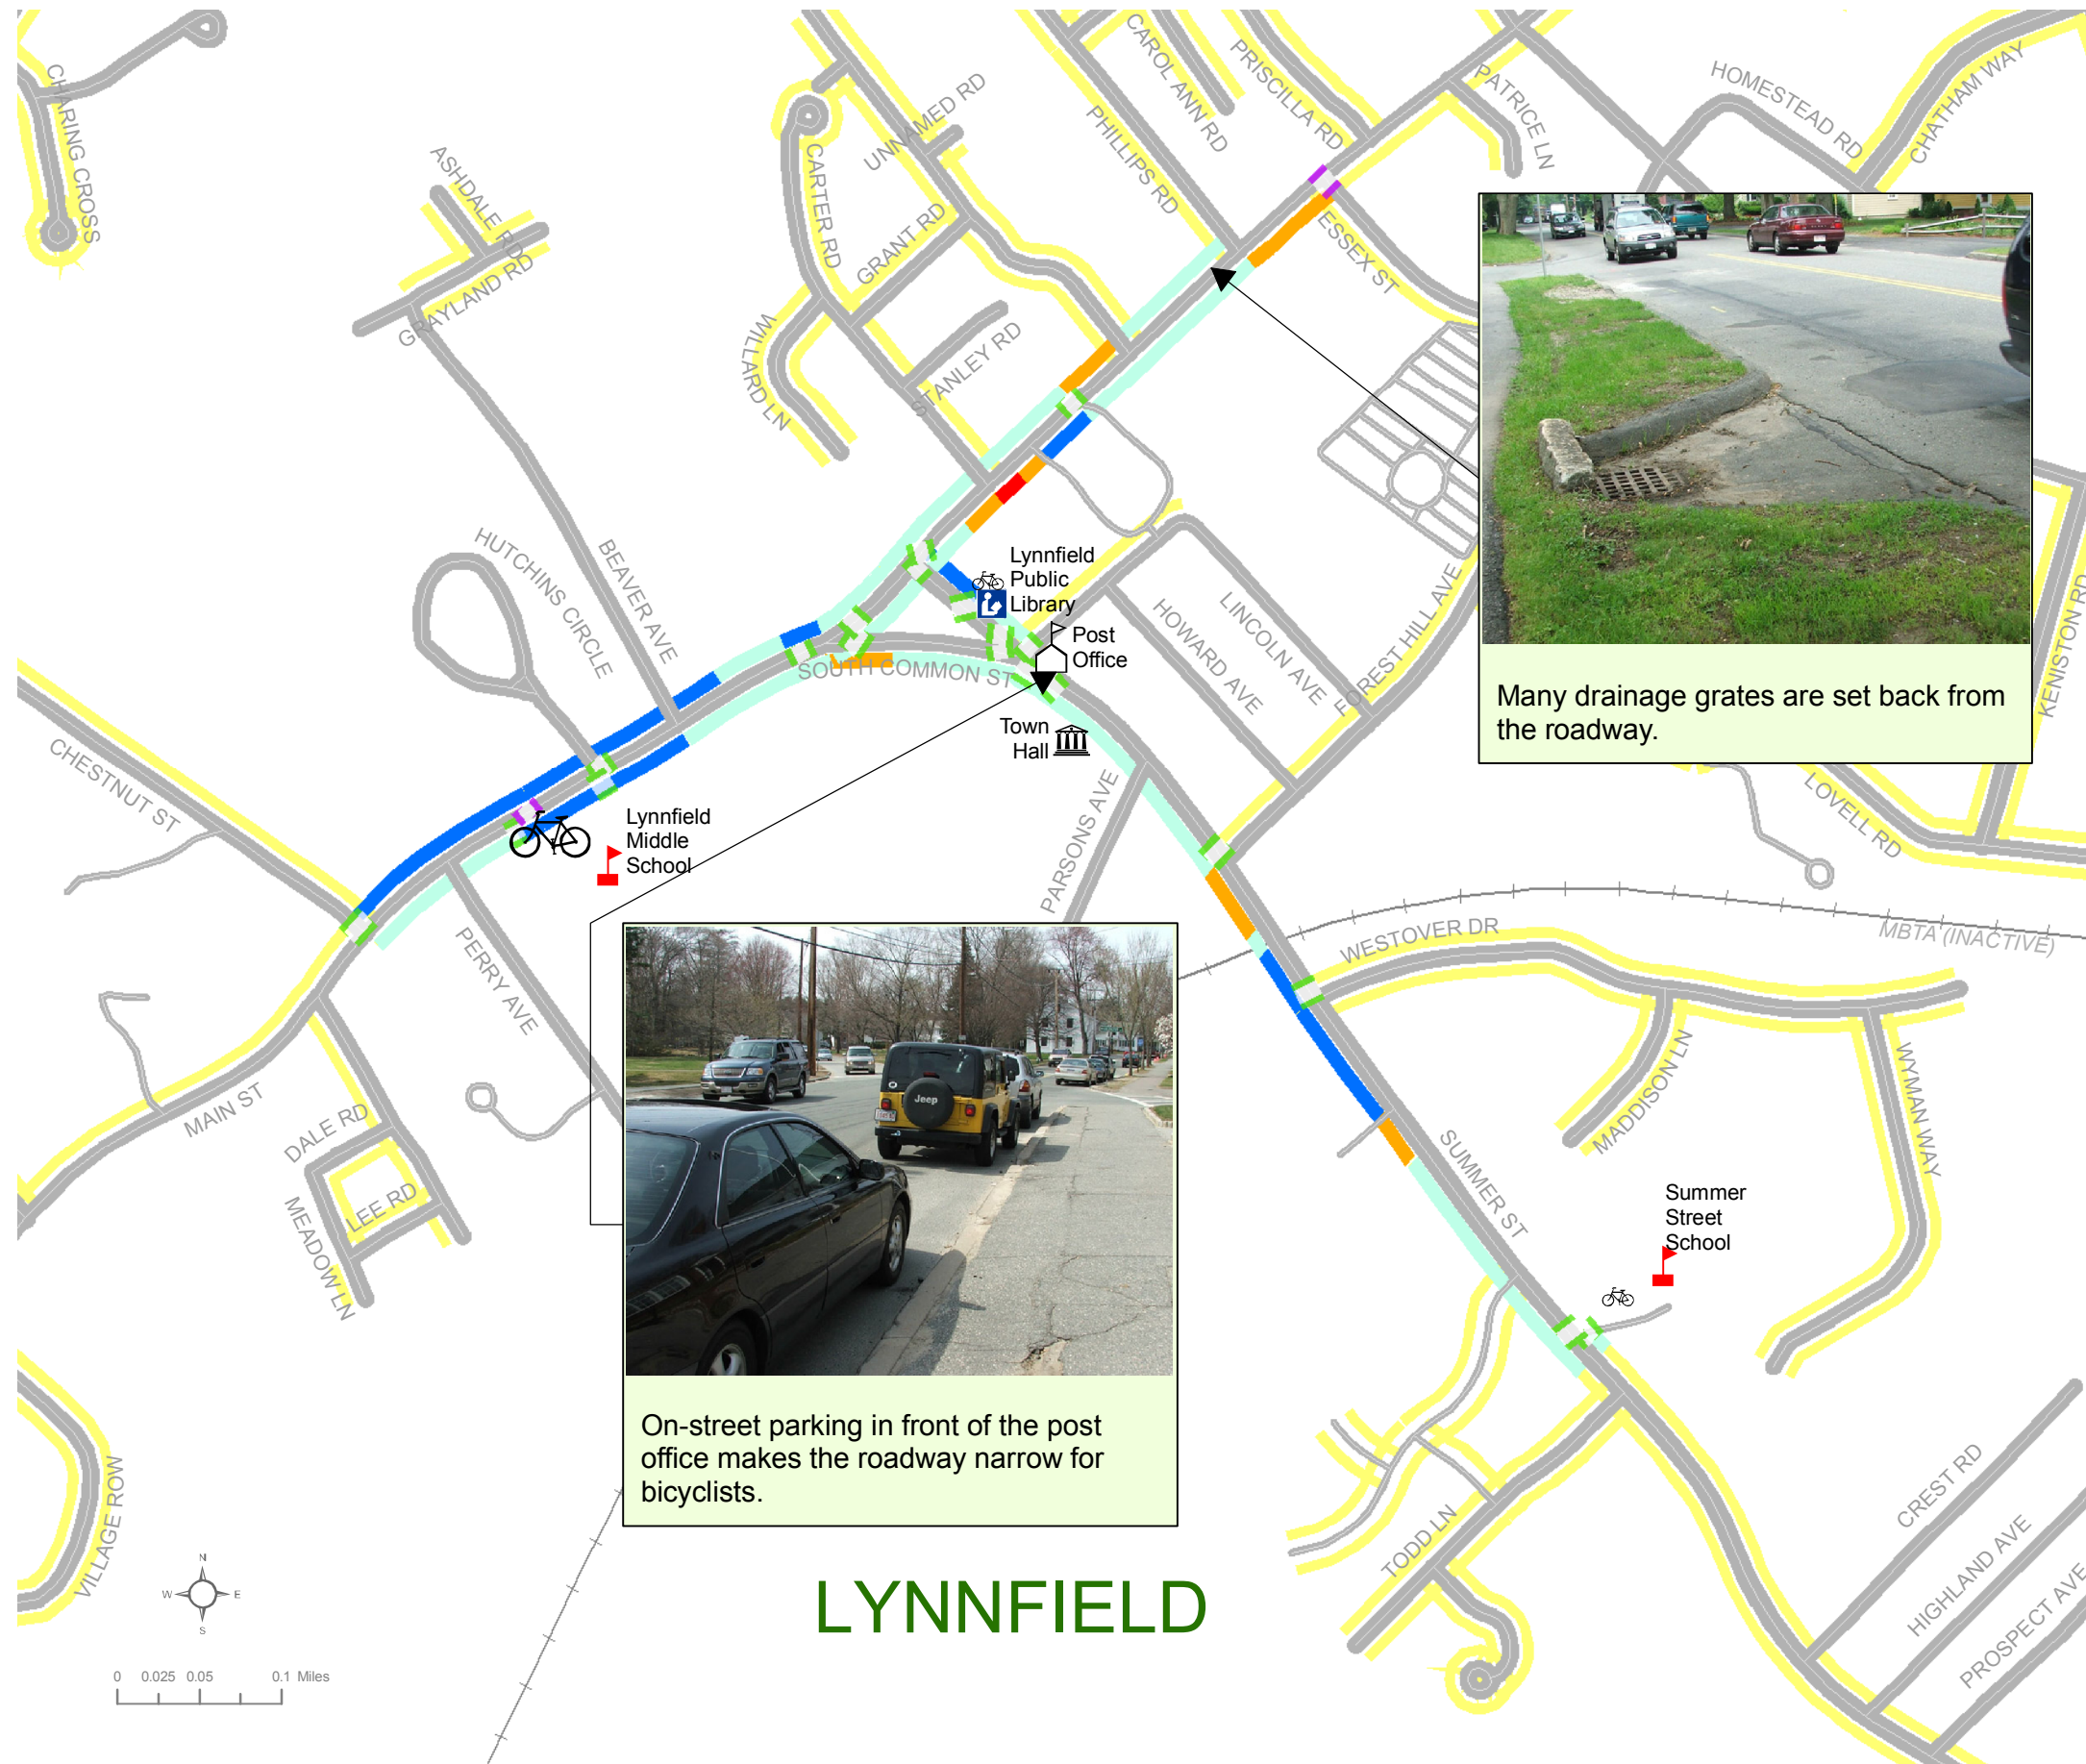 CHARING CROSS
ASHDALE RD
GRAYLAND RD
CARTER RD
UNNAMED RD
GRANT RD
STANLEY RD
WILLARD LN
PHILLIPS RD
CAROL ANN RD
PRISCILLA RD
PATRICE LN
HOMESTEAD RD
CHATHAM WAY
ESSEX ST
HUTCHINS CIRCLE
BEAVER AVE
Lynnfield
Public
Library
Post
Office
SOUTH COMMON ST
Town
Hall
HOWARD AVE
LINCOLN AVE
FOREST HILL AVE
KENISTON RD
LOVELL RD
Many drainage grates are set back from
the roadway.
CHESTNUT ST
Lynnfield
Middle
School
PERRY AVE
PARSONS AVE
WESTOVER DR
MBTA (INACTIVE)
MAIN ST
DALE RD
LEE RD
MEADOW LN
MADDISON LN
WYMAN WAY
SUMMER ST
Summer
Street
School
Jeep
On-street parking in front of the post
office makes the roadway narrow for
bicyclists.
VILLAGE ROW
TODD LN
CREST RD
HIGHLAND AVE
PROSPECT AVE
LYNNFIELD
N
W
E
S
0 0.025 0.05 0.1 Miles